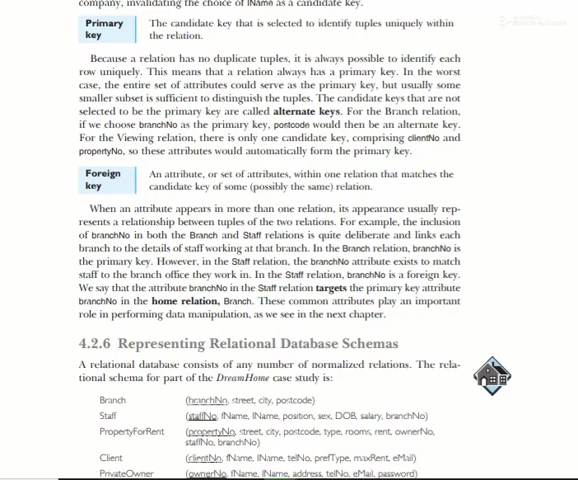 company, invalidating the choice of lName as a candidate key.
Primary key
The candidate key that is selected to identify tuples uniquely within
the relation.
Because a relation has no duplicate tuples, it is always possible to identify each
row uniquely. This means that a relation always has a primary key. In the worst
case, the entire set of attributes could serve as the primary key, but usually some
smaller subset is sufficient to distinguish the tuples. The candidate keys that are not
selected to be the primary key are called alternate keys. For the Branch relation,
if we choose branchNo as the primary key, postcode would then be an alternate key.
For the Viewing relation, there is only one candidate key, comprising clientNo and
propertyNo, so these attributes would automatically form the primary key.
Foreign key
An attribute, or set of attributes, within one relation that matches the
candidate key of some (possibly the same) relation.
When an attribute appears in more than one relation, its appearance usually rep-
resents a relationship between tuples of the two relations. For example, the inclusion
of branchNo in both the Branch and Staff relations is quite deliberate and links each
branch to the details of staff working at that branch. In the Branch relation, branchNo is
the primary key. However, in the Staff relation, the branchNo attribute exists to match
staff to the branch office they work in. In the Staff relation, branchNo is a foreign key.
We say that the attribute branchNo in the Staff relation targets the primary key attribute
branchNo in the home relation, Branch. These common attributes play an important
role in performing data manipulation, as we see in the next chapter.
4.2.6 Representing Relational Database Schemas
A relational database consists of any number of normalized relations. The rela-
tional schema for part of the DreamHome case study is:
Branch (branchNo, street, city, postcode)
Staff (staffNo, fName, lName, position, sex, DOB, salary, branchNo)
PropertyForRent (propertyNo, street, city, postcode, type, rooms, rent, ownerNo,
staffNo, branchNo)
Client (clientNo, fName, lName, telNo, prefType, maxRent, eMail)
PrivateOwner (ownerNo, fName, lName, address, telNo, eMail, password)